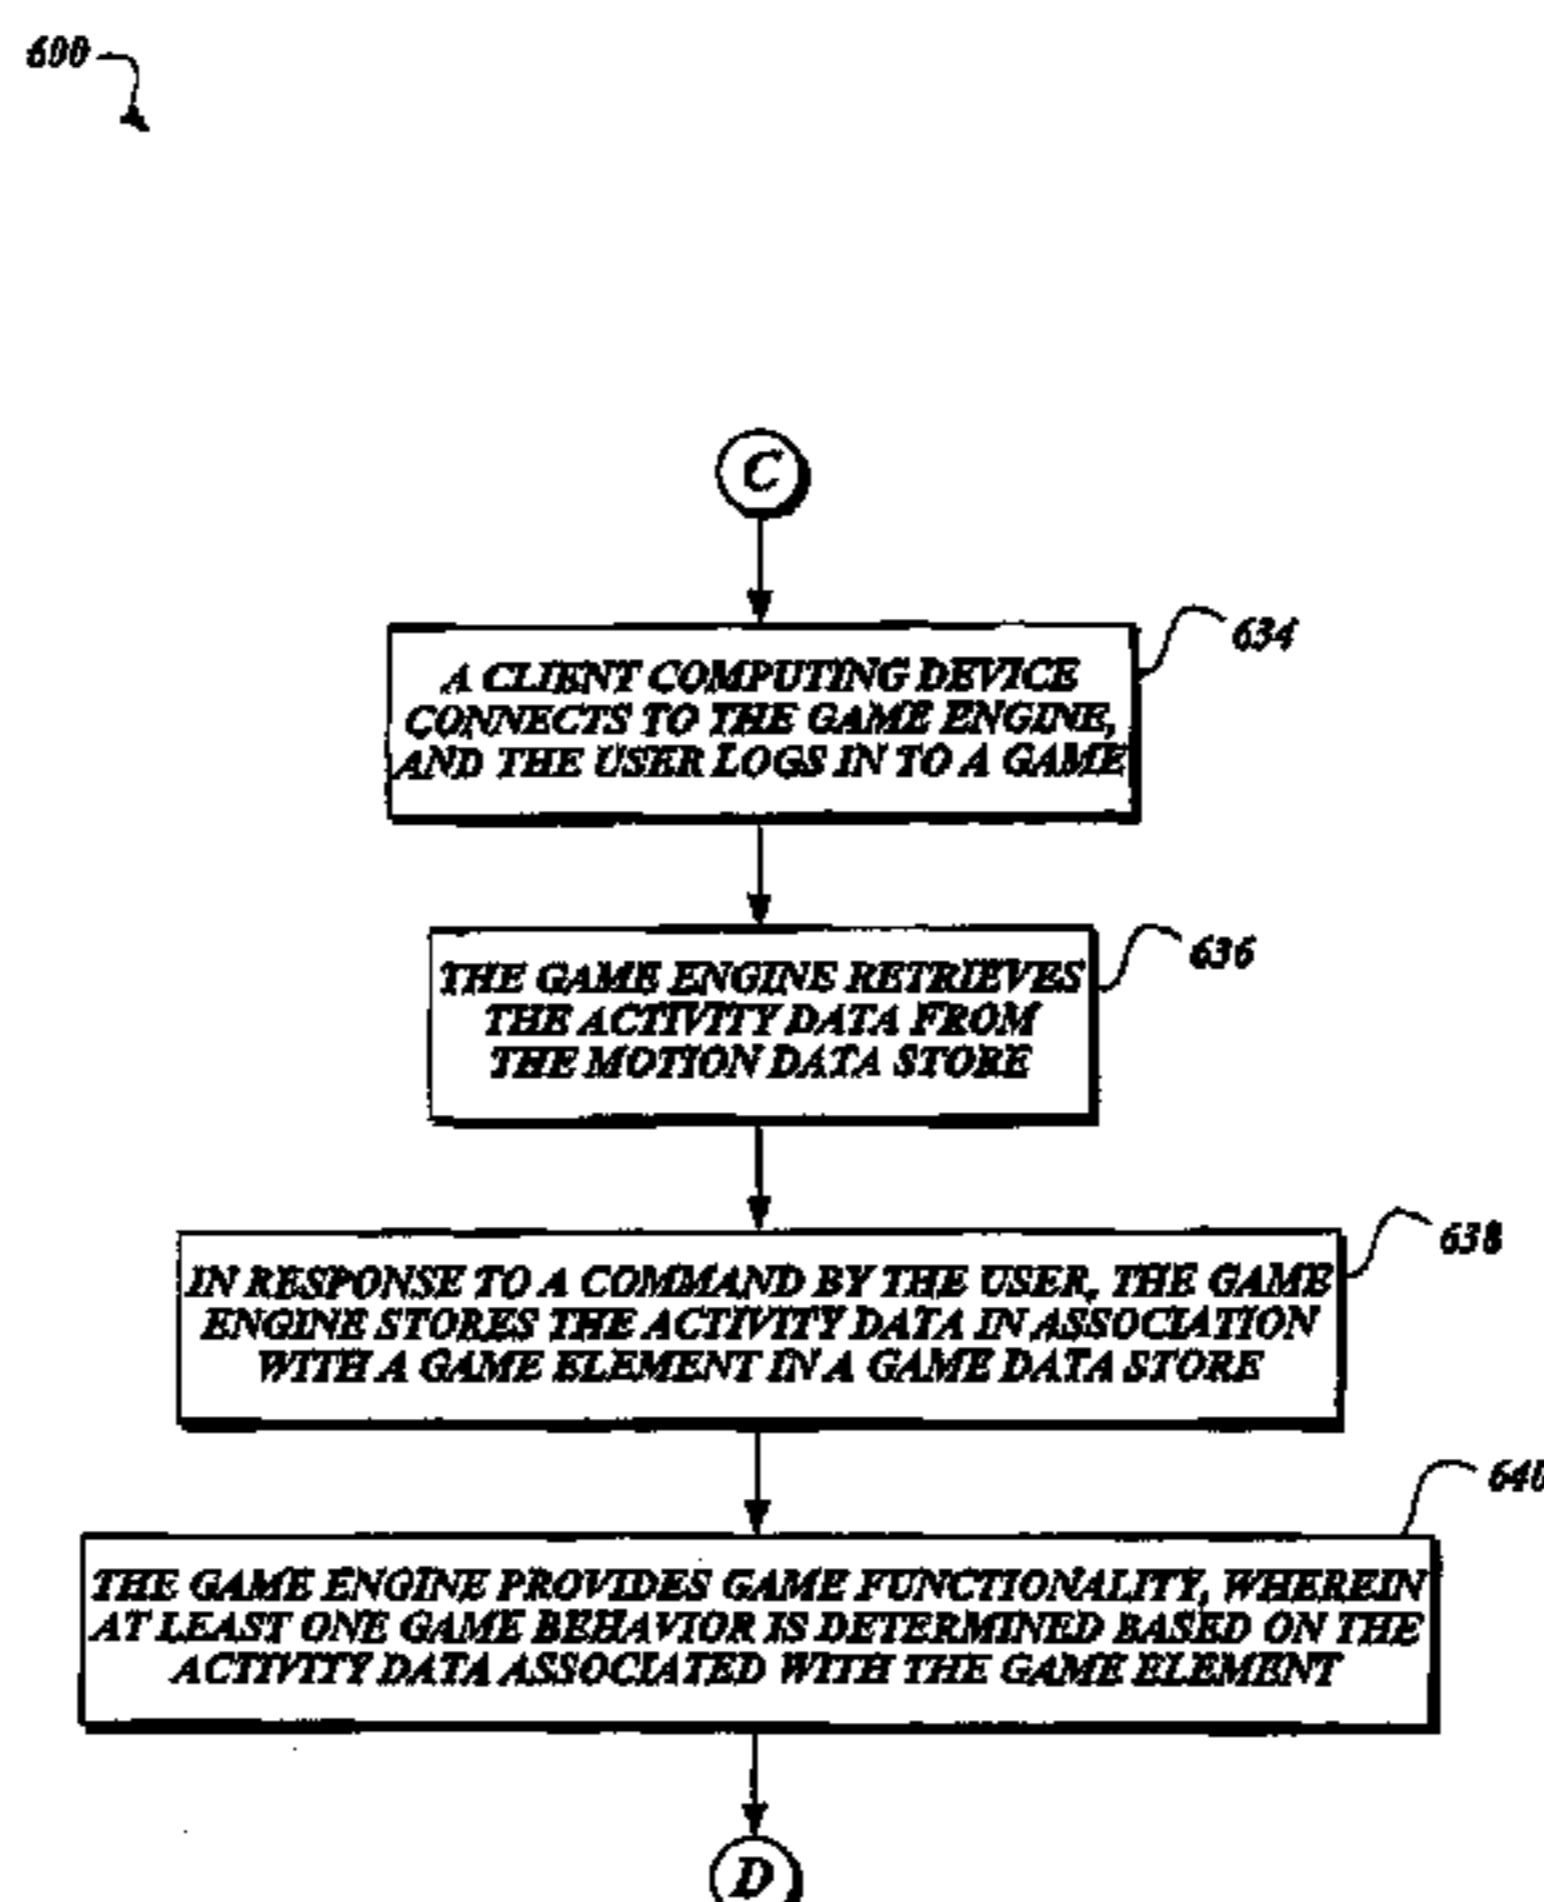 600
C
634
A CLIENT COMPUTING DEVICE
CONNECTS TO THE GAME ENGINE,
AND THE USER LOGS IN TO A GAME
636
THE GAME ENGINE RETRIEVES
THE ACTIVITY DATA FROM
THE MOTION DATA STORE
638
IN RESPONSE TO A COMMAND BY THE USER, THE GAME
ENGINE STORES THE ACTIVITY DATA IN ASSOCIATION
WITH A GAME ELEMENT IN A GAME DATA STORE
640
THE GAME ENGINE PROVIDES GAME FUNCTIONALITY, WHEREIN
AT LEAST ONE GAME BEHAVIOR IS DETERMINED BASED ON THE
ACTIVITY DATA ASSOCIATED WITH THE GAME ELEMENT
D